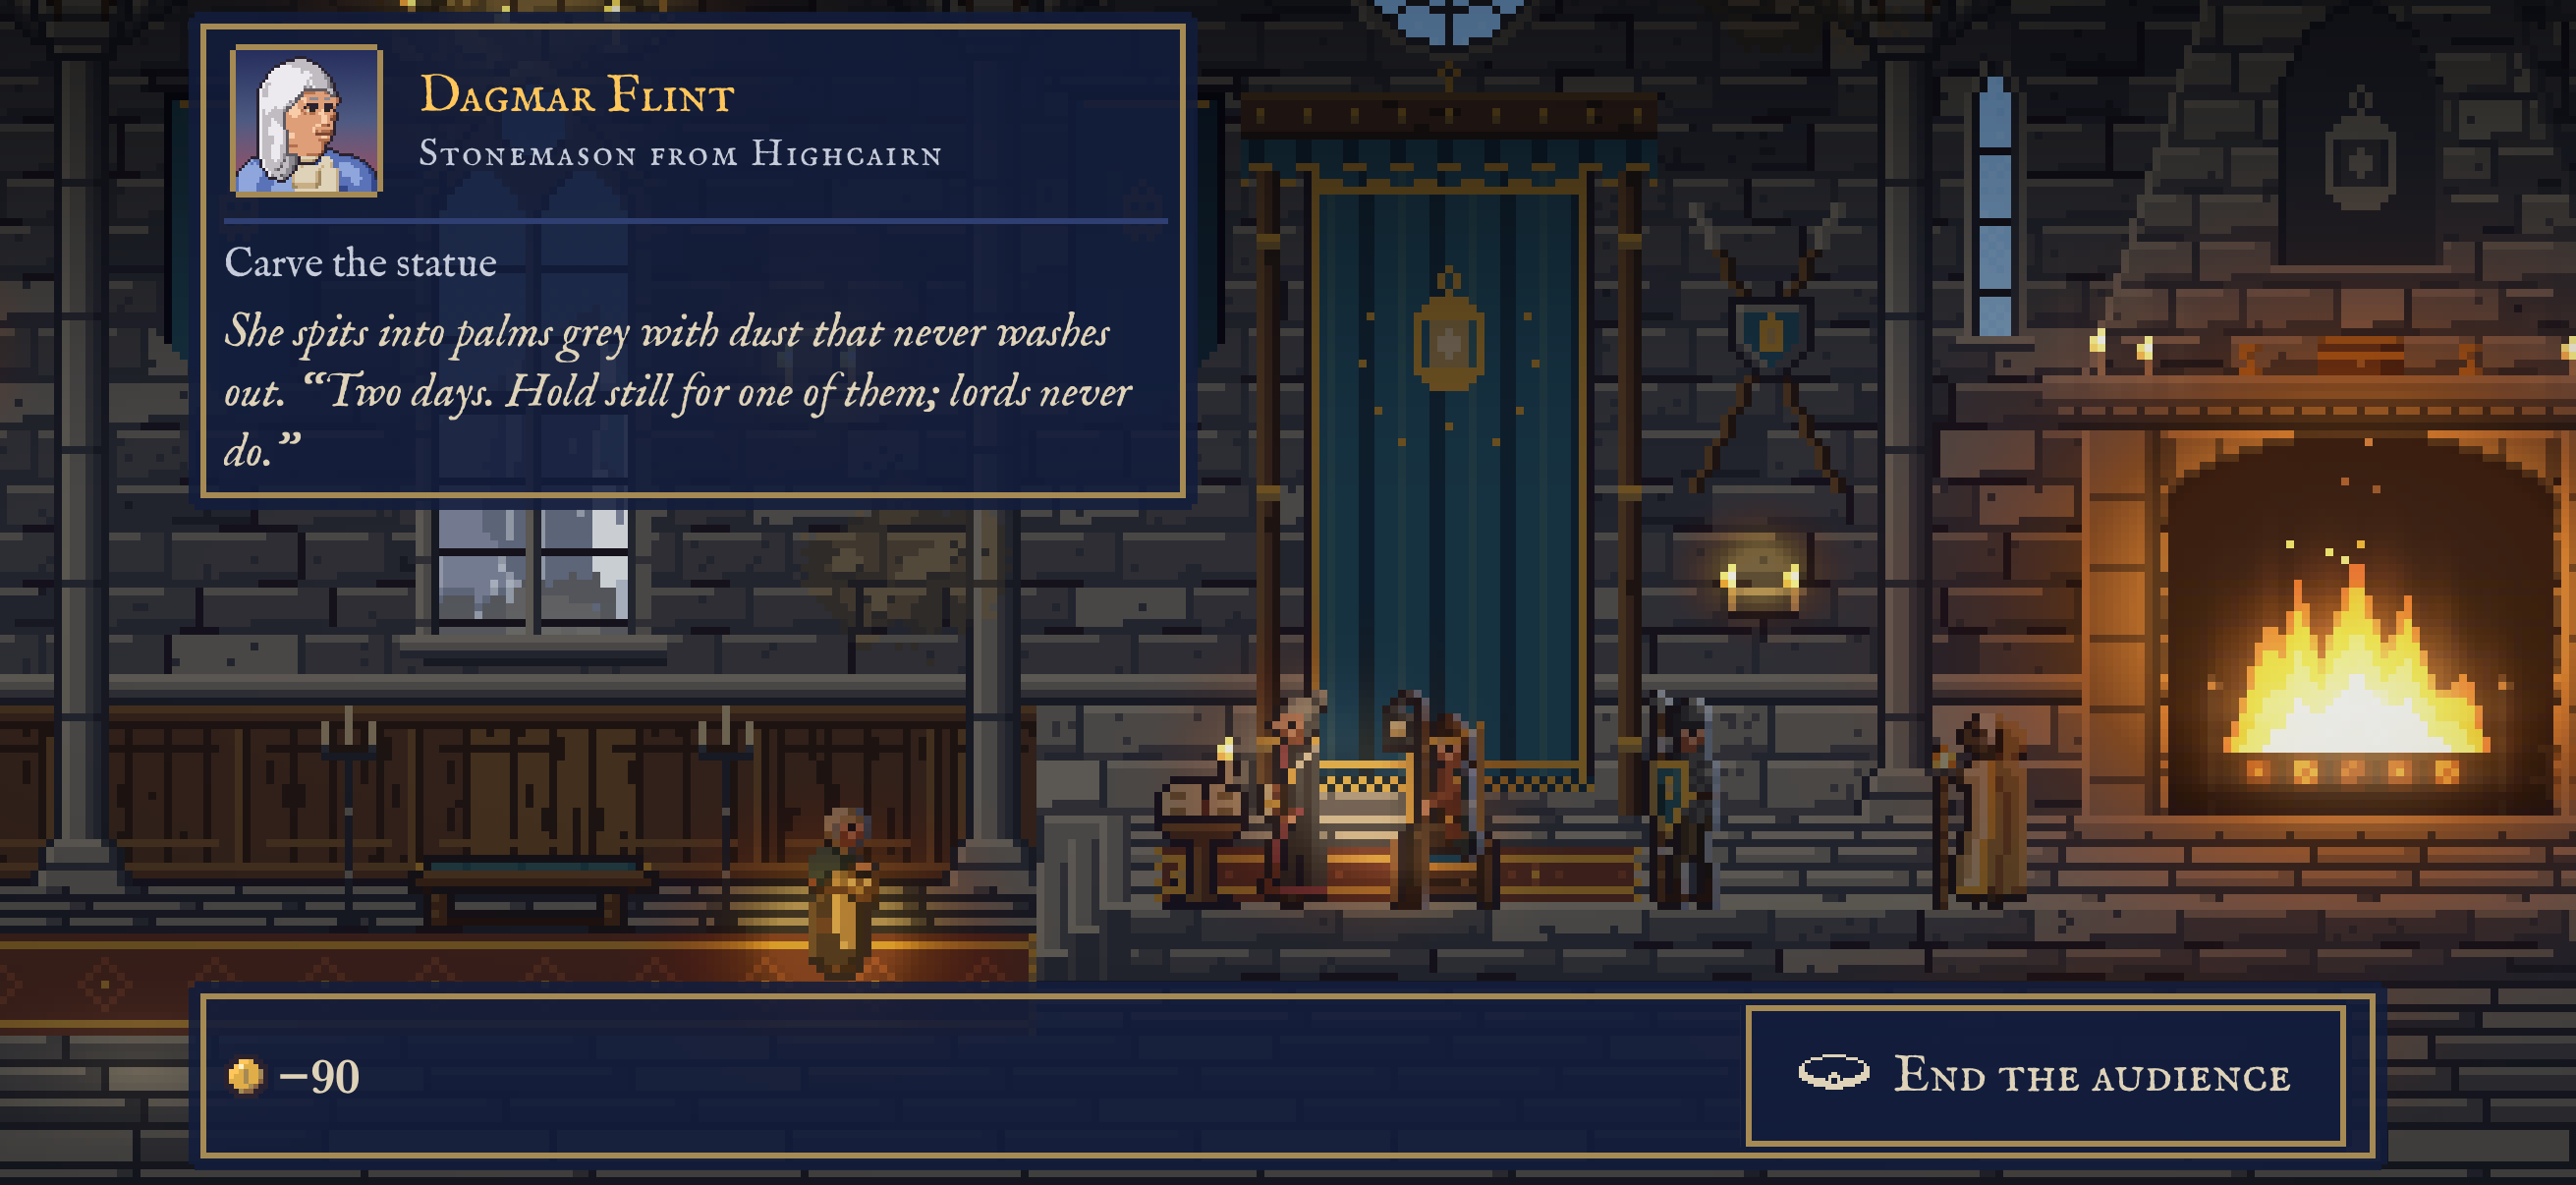 Dagmar Flint
Stonemason from Highcairn
Carve the statue
She spits into palms grey with dust that never washes
out. “Two days. Hold still for one of them; lords never
do.”
−90
End the audience